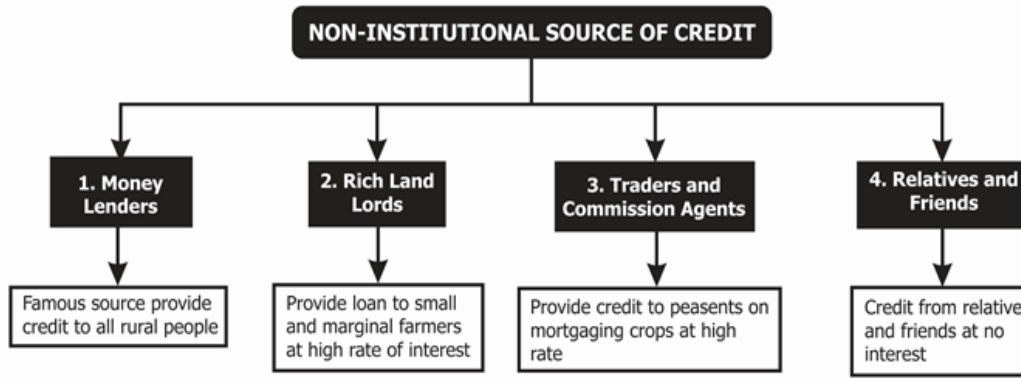 NON-INSTITUTIONAL SOURCE OF CREDIT
1. Money
Lenders
Famous source provide
credit to all rural people
2. Rich Land
Lords
Provide loan to small
and marginal farmers
at high rate of interest
3. Traders and
Commission Agents
Provide credit to peasents on
mortgaging crops at high
rate
4. Relatives and
Friends
Credit from relative
and friends at no
interest